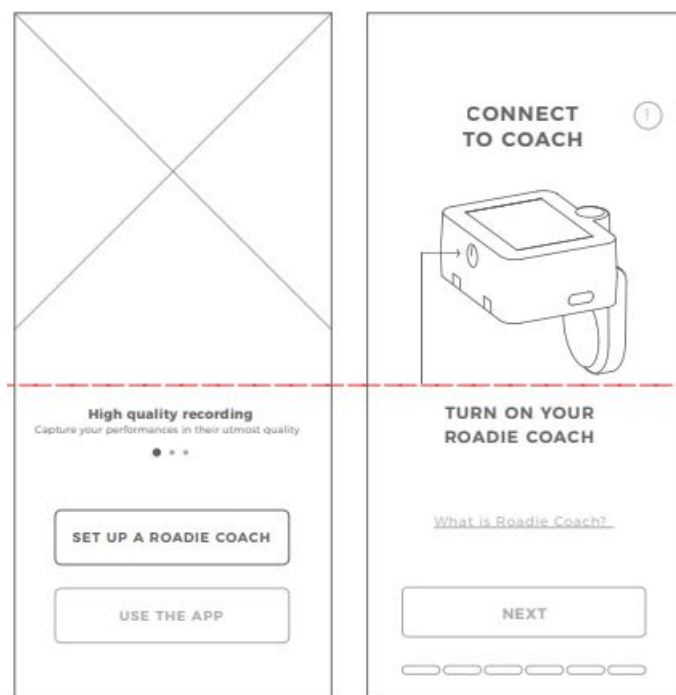 High quality recording
Capture your performances in their utmost quality
SET UP A ROADIE COACH
USE THE APP
CONNECT
TO COACH
TURN ON YOUR
ROADIE COACH
What is Roadie Coach?
NEXT